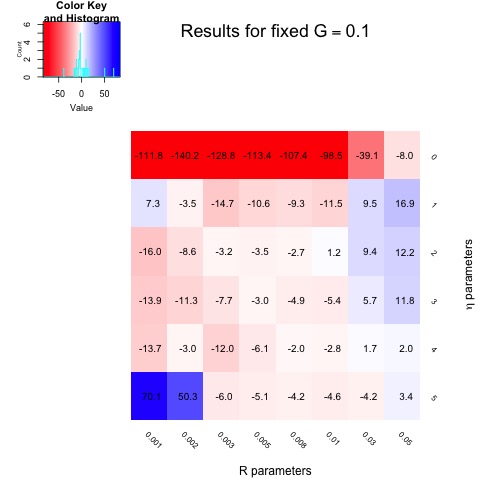 Color Key
and Histogram
Results for fixed G = 0.1
Count
0 2 4 6
-50 0 50
Value
-111.8 -140.2 -128.8 -113.4 -107.4 -98.5 -39.1 -8.0 0
7.3 -3.5 -14.7 -10.6 -9.3 -11.5 9.5 16.9 1
-16.0 -8.6 -3.2 -3.5 -2.7 1.2 9.4 12.2 2
-13.9 -11.3 -7.7 -3.0 -4.9 -5.4 5.7 11.8 3
-13.7 -3.0 -12.0 -6.1 -2.0 -2.8 1.7 2.0 4
70.1 50.3 -6.0 -5.1 -4.2 -4.6 -4.2 3.4 5
η parameters
0.001 0.002 0.003 0.005 0.008 0.01 0.03 0.05
R parameters